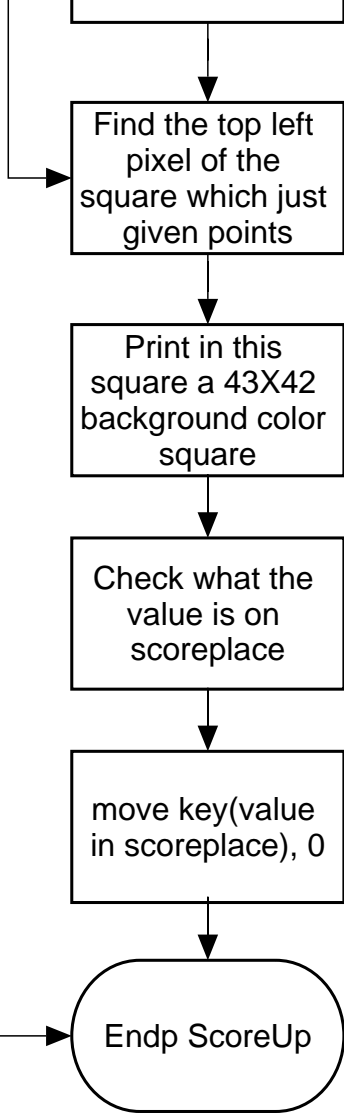 Find the top left
pixel of the
square which just
given points
Print in this
square a 43X42
background color
square
Check what the
value is on
scoreplace
move key(value
in scoreplace), 0
Endp ScoreUp